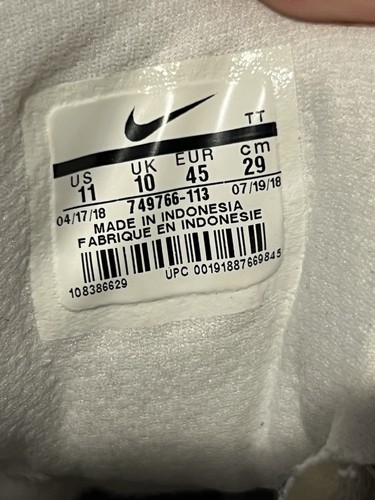 TT
US UK EUR cm
11 10 45 29
04/17/18 749766-113 07/19/18
MADE IN INDONESIA
FABRIQUE EN INDONESIE
108386629 UPC 00191887669845